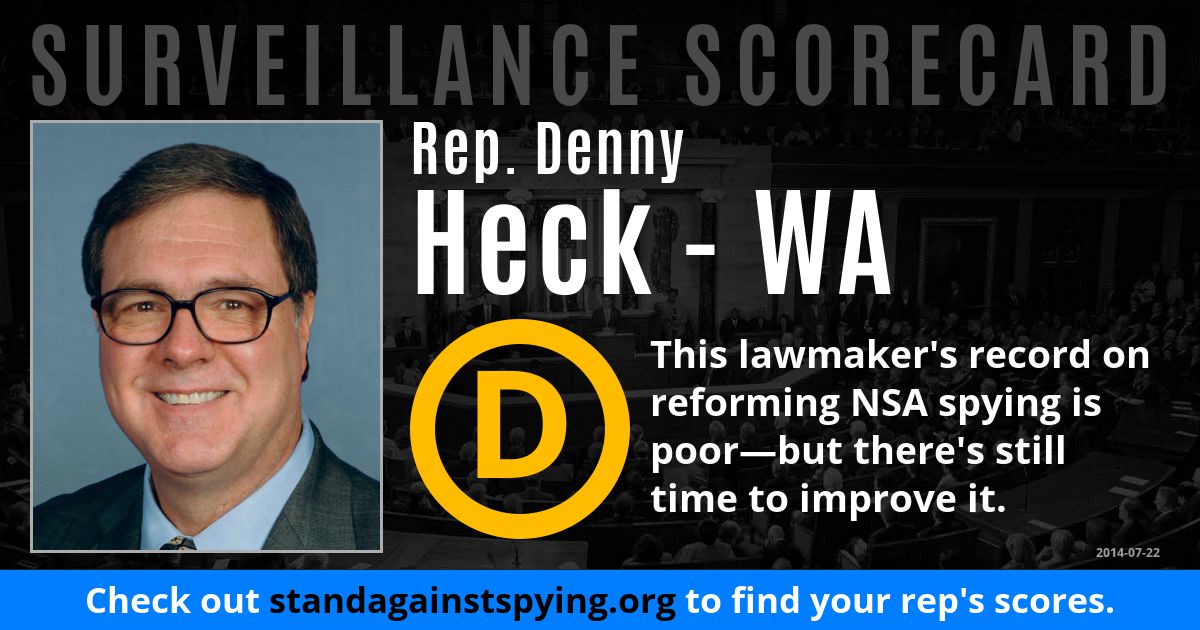 SURVEILLANCE SCORECARD
Rep. Denny
Heck - WA
D
This lawmaker's record on
reforming NSA spying is
poor—but there's still
time to improve it.
2014-07-22
Check out standagainstspying.org to find your rep's scores.